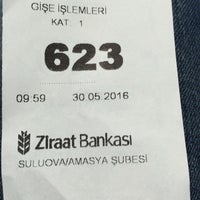 GİŞE İŞLEMLERİ
KAT: 1
623
09:59 30.05.2016
Ziraat Bankası
SULUOVA/AMASYA ŞUBESİ